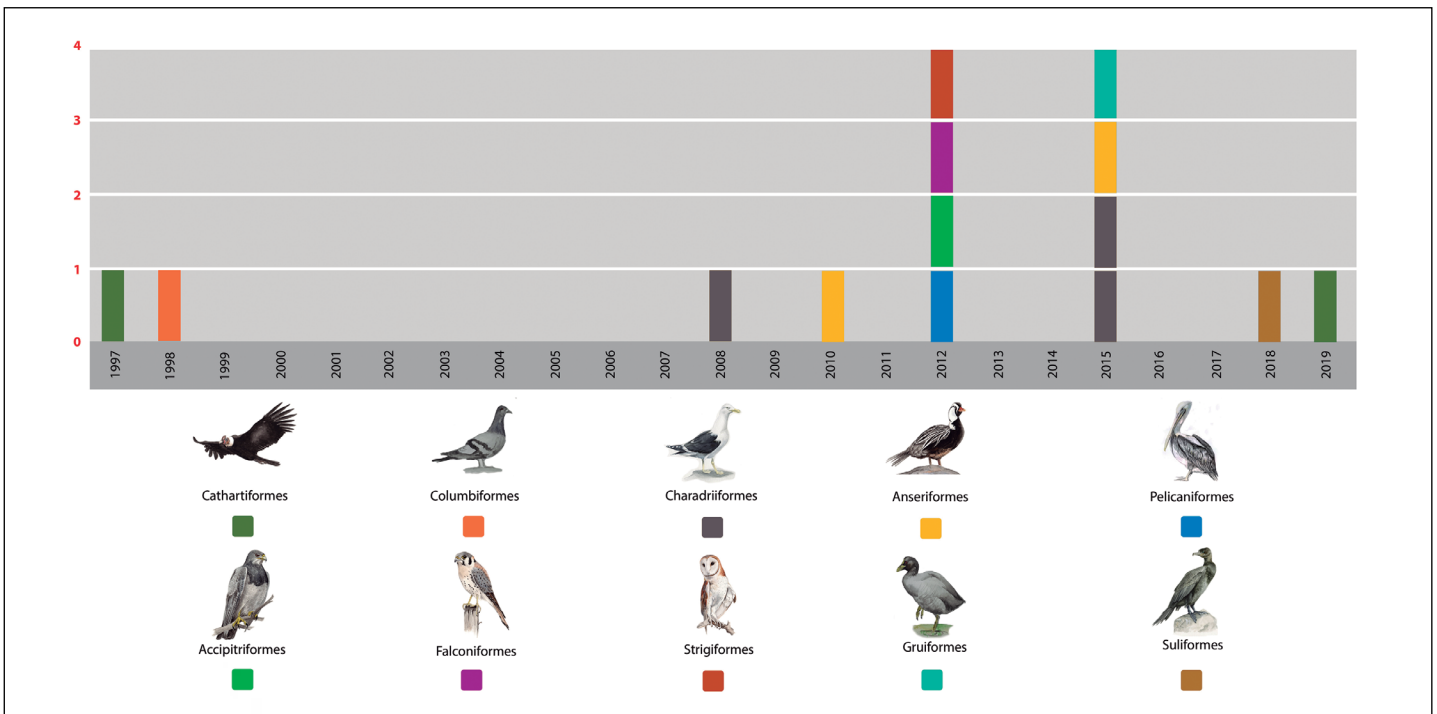 4
3
2
1
0
1997 1998 1999 2000 2001 2002 2003 2004 2005 2006 2007 2008 2009 2010 2011 2012 2013 2014 2015 2016 2017 2018 2019
Cathartiformes Columbiformes Charadriiformes Anseriformes Pelicaniformes
Accipitriformes Falconiformes Strigiformes Gruiformes Suliformes